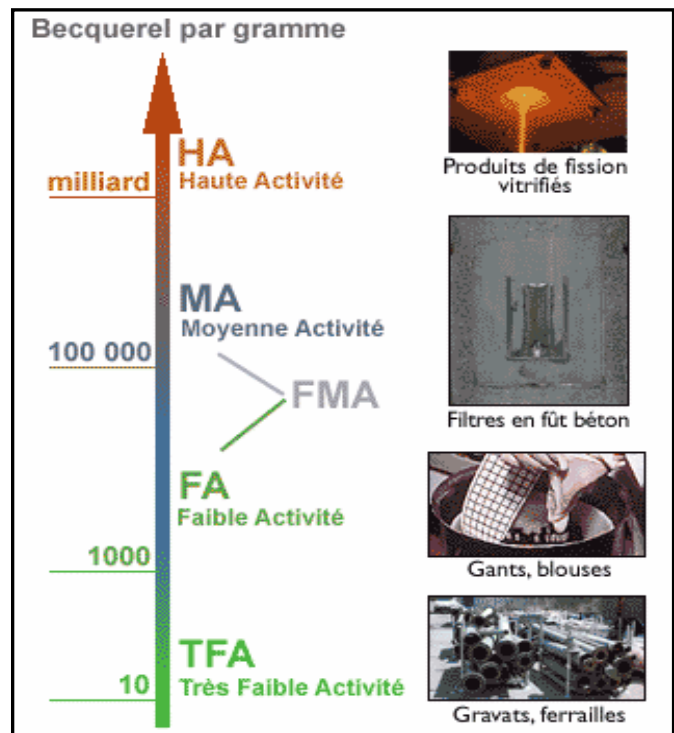 Becquerel par gramme
HA
Haute Activité
milliard
Produits de fission
vitrifiés
MA
Moyenne Activité
100 000
FMA
Filtres en fût béton
FA
Faible Activité
1000
Gants, blouses
TFA
Très Faible Activité
10
Gravats, ferrailles